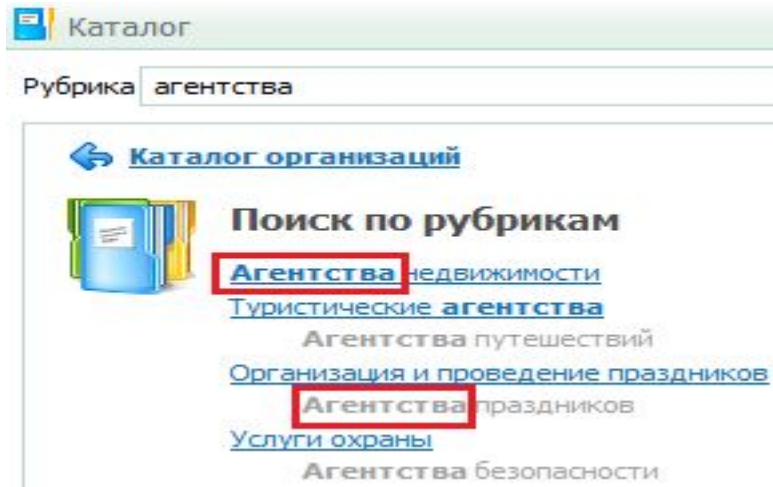 Каталог
Рубрика агентства
Каталог организаций
Поиск по рубрикам
Агентства недвижимости
Туристические агентства
Агентства путешествий
Организация и проведение праздников
Агентства праздников
Услуги охраны
Агентства безопасности